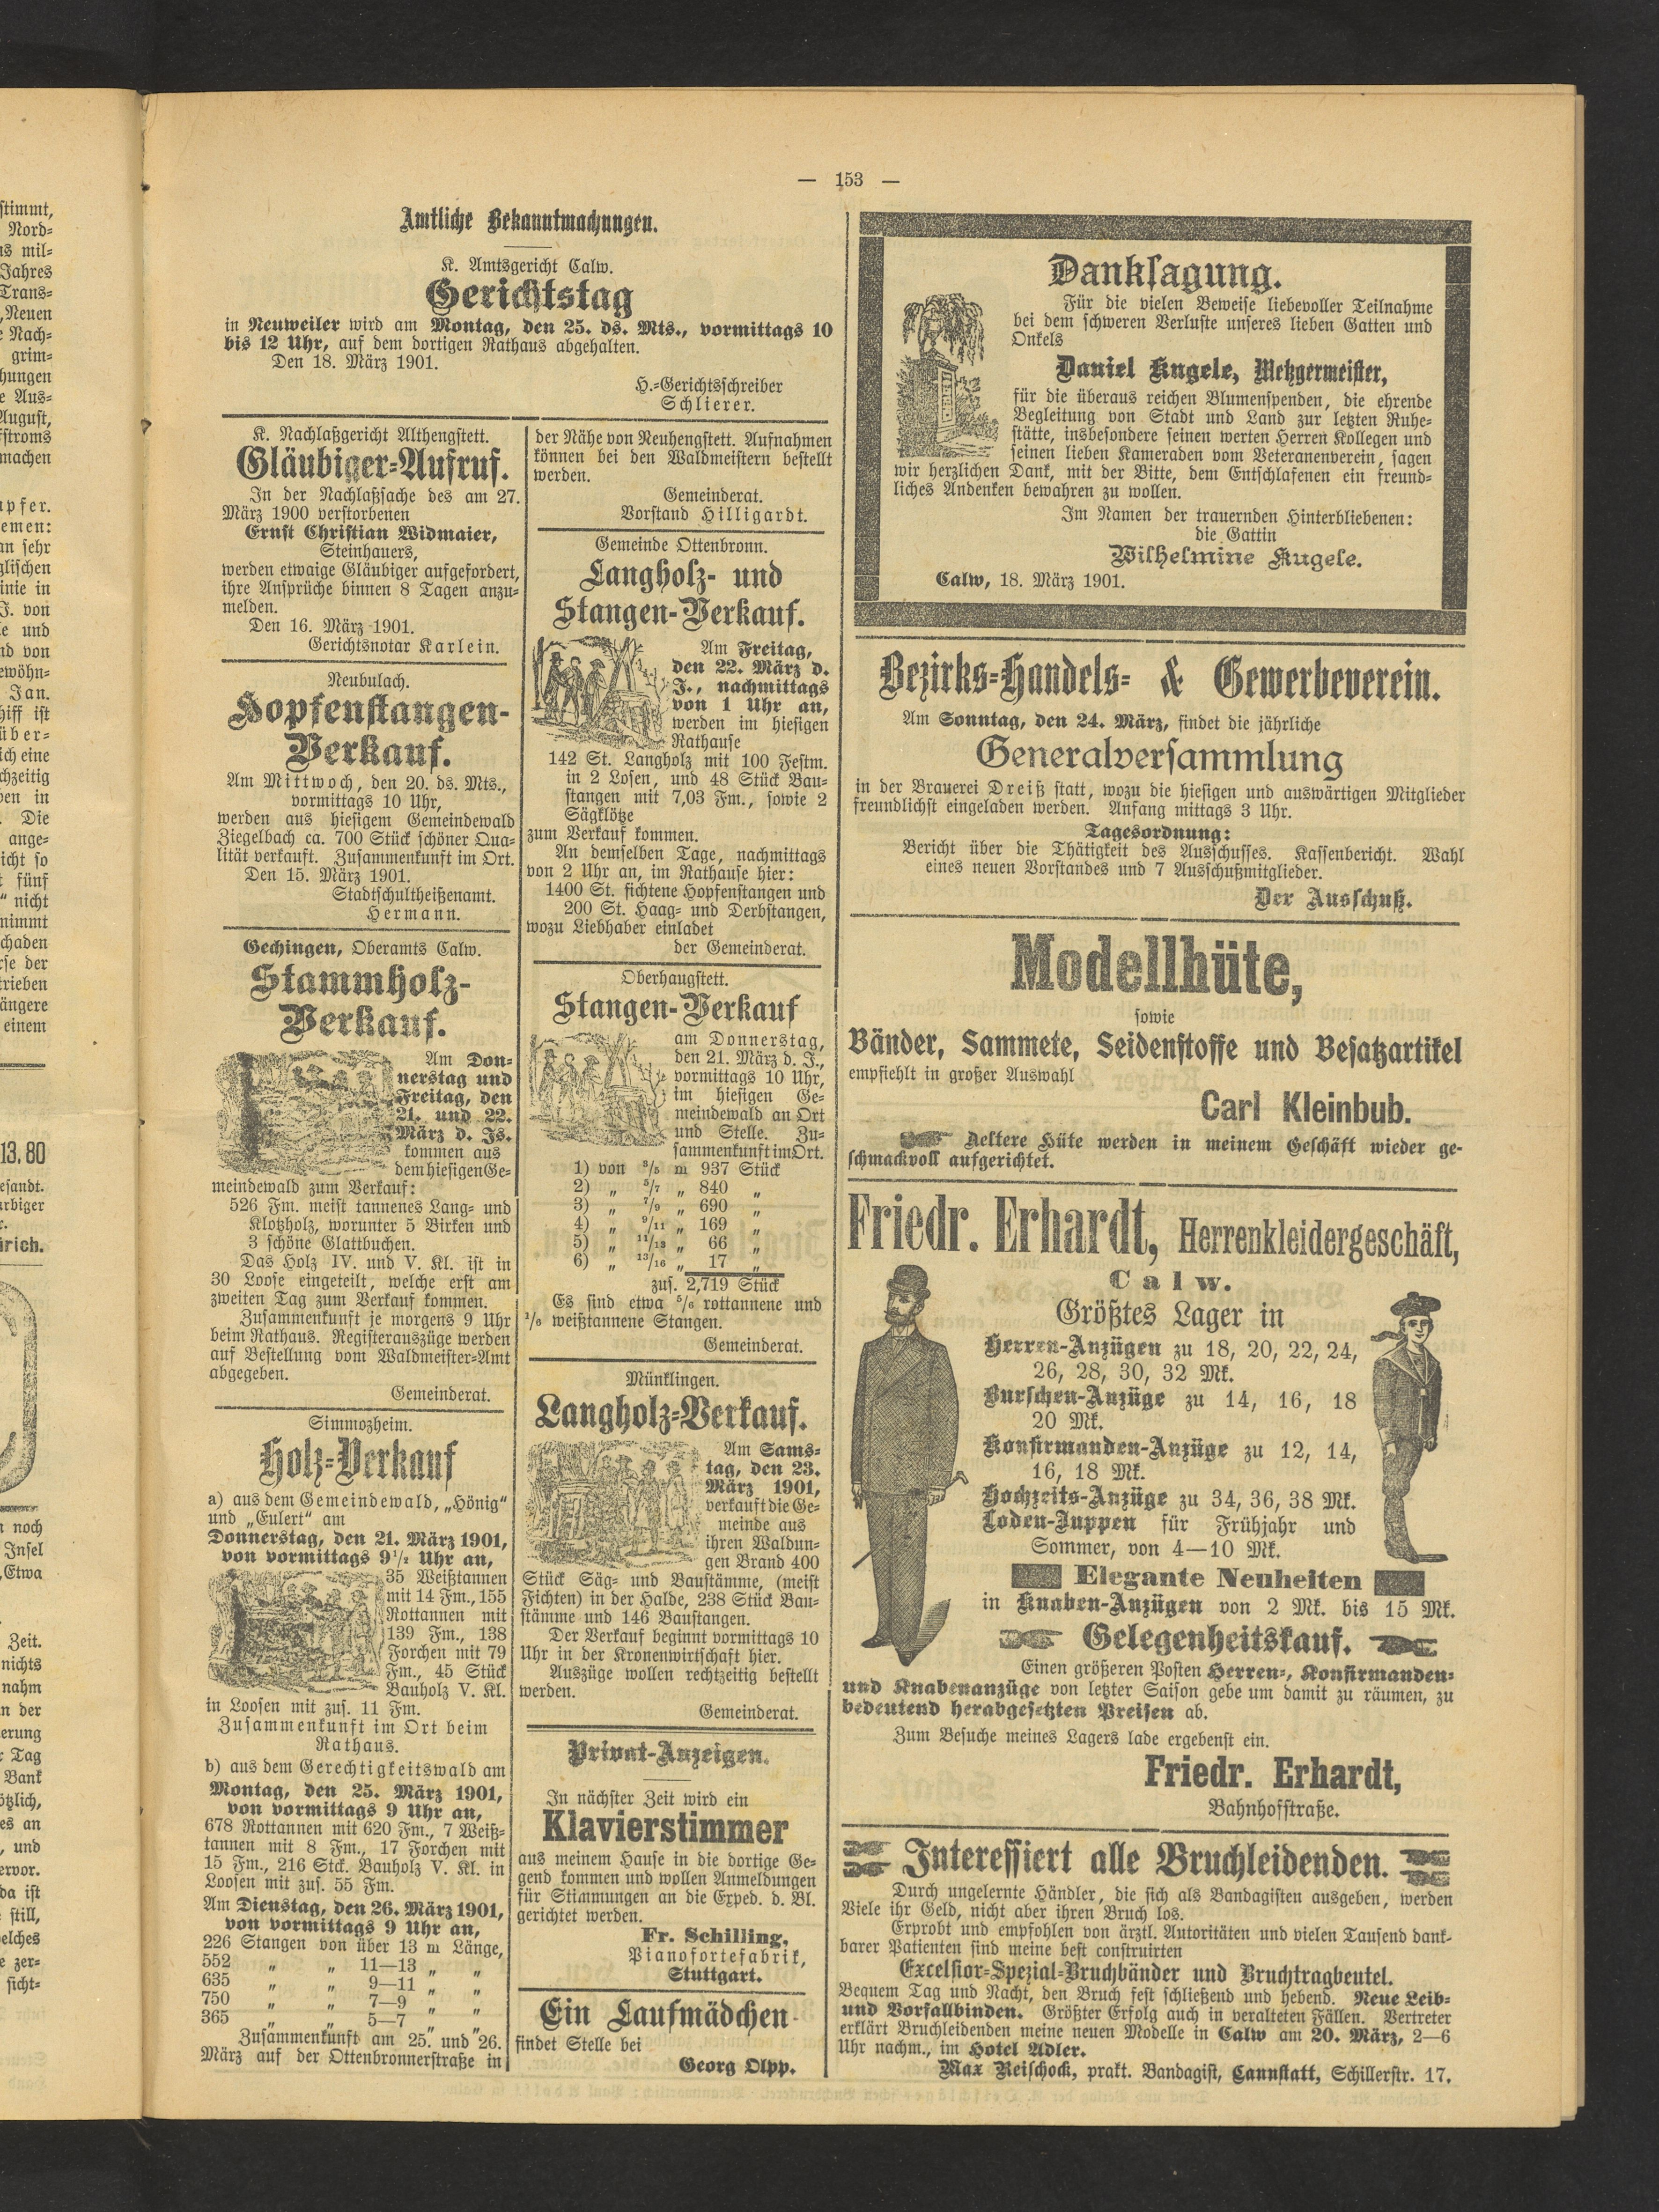 — 153 —
Amtliche Bekanntmachungen.
K. Amtsgericht Calw.
Gerichtstag
in Neuweiler wird am Montag, den 25. ds. Mts., vormittags 10
bis 12 Uhr, auf dem dortigen Rathaus abgehalten.
Den 18. März 1901.
H.-Gerichtsschreiber
Schlierer.
K. Nachlaßgericht Althengstett.
Gläubiger-Aufruf.
In der Nachlaßsache des am 27.
März 1900 verstorbenen
Ernst Christian Widmaier,
Steinhauers,
werden etwaige Gläubiger aufgefordert,
ihre Ansprüche binnen 8 Tagen anzu-
melden.
Den 16. März 1901.
Gerichtsnotar Karlein.
Neubulach.
Hopfenstangen-
Verkauf.
Am Mittwoch, den 20. ds. Mts.,
vormittags 10 Uhr,
werden aus hiesigem Gemeindewald
Ziegelbach ca. 700 Stück schöner Qua-
lität verkauft. Zusammenkunft im Ort.
Den 15. März 1901.
Stadtschultheißenamt.
Hermann.
Gechingen, Oberamts Calw.
Stammholz-
Verkauf.
Am Don-
nerstag und
Freitag, den
21. und 22.
März d. Js.
kommen aus
dem hiesigen Ge-
meindewald zum Verkauf:
526 Fm. meist tannenes Lang- und
Klotzholz, worunter 5 Birken und
3 schöne Glattbuchen.
Das Holz IV. und V. Kl. ist in
30 Loose eingeteilt, welche erst am
zweiten Tag zum Verkauf kommen.
Zusammenkunft je morgens 9 Uhr
beim Rathaus. Registerauszüge werden
auf Bestellung vom Waldmeister-Amt
abgegeben.
Gemeinderat.
Simmozheim.
Holz-Verkauf
a) aus dem Gemeindewald, „Hönig“
und „Eulert“ am
Donnerstag, den 21. März 1901,
von vormittags 9 1/2 Uhr an,
35 Weißtannen
mit 14 Fm., 155
Rottannen mit
139 Fm., 138
Forchen mit 79
Fm., 45 Stück
Bauholz V. Kl.
in Loosen mit zus. 11 Fm.
Zusammenkunft im Ort beim
Rathaus.
b) aus dem Gerechtigkeitswald am
Montag, den 25. März 1901,
von vormittags 9 Uhr an,
678 Rottannen mit 620 Fm., 7 Weiß-
tannen mit 8 Fm., 17 Forchen mit
15 Fm., 216 Stck. Bauholz V. Kl. in
Loosen mit zus. 55 Fm.
Am Dienstag, den 26. März 1901,
von vormittags 9 Uhr an,
226 Stangen von über 13 m Länge,
552 „ „ 11—13 „ „
635 „ „ 9—11 „ „
750 „ „ 7—9 „ „
365 „ „ 5—7 „ „
Zusammenkunft am 25. und 26.
März auf der Ottenbronnerstraße in
der Nähe von Neuhengstett. Aufnahmen
können bei den Waldmeistern bestellt
werden.
Gemeinderat.
Vorstand Hilligardt.
Gemeinde Ottenbronn.
Langholz- und
Stangen-Verkauf.
Am Freitag,
den 22. März d.
J., nachmittags
von 1 Uhr an,
werden im hiesigen
Rathause
142 St. Langholz mit 100 Festm.
in 2 Losen, und 48 Stück Bau-
stangen mit 7,03 Fm., sowie 2
Sägklötze
zum Verkauf kommen.
An demselben Tage, nachmittags
von 2 Uhr an, im Rathause hier:
1400 St. fichtene Hopfenstangen und
200 St. Haag- und Derbstangen,
wozu Liebhaber einladet
der Gemeinderat.
Oberhaugstett.
Stangen-Verkauf
am Donnerstag,
den 21. März d. J.,
vormittags 10 Uhr,
im hiesigen Ge-
meindewald an Ort
und Stelle. Zu-
sammenkunft im Ort.
1) von 3/5 m 937 Stück
2) „ 5/7 „ 840 „
3) „ 7/9 „ 690 „
4) „ 9/11 „ 169 „
5) „ 11/13 „ 66 „
6) „ 13/16 „ 17 „
zus. 2,719 Stück
Es sind etwa 5/6 rottannene und
1/6 weißtannene Stangen.
Gemeinderat.
Münklingen.
Langholz-Verkauf.
Am Sams-
tag, den 23.
März 1901,
verkauft die Ge-
meinde aus
ihren Waldun-
gen Brand 400
Stück Säg- und Baustämme, (meist
Fichten) in der Halde, 238 Stück Bau-
stämme und 146 Baustangen.
Der Verkauf beginnt vormittags 10
Uhr in der Kronenwirtschaft hier.
Auszüge wollen rechtzeitig bestellt
werden.
Gemeinderat.
Privat-Anzeigen.
In nächster Zeit wird ein
Klavierstimmer
aus meinem Hause in die dortige Ge-
gend kommen und wollen Anmeldungen
für Stimmungen an die Exped. d. Bl.
gerichtet werden.
Fr. Schilling,
Pianofortefabrik,
Stuttgart.
Ein Laufmädchen
findet Stelle bei
Georg Olpp.
Danksagung.
Für die vielen Beweise liebevoller Teilnahme
bei dem schweren Verluste unseres lieben Gatten und
Onkels
Daniel Kugele, Metzgermeister,
für die überaus reichen Blumenspenden, die ehrende
Begleitung von Stadt und Land zur letzten Ruhe-
stätte, insbesondere seinen werten Herren Kollegen und
seinen lieben Kameraden vom Veteranenverein, sagen
wir herzlichen Dank, mit der Bitte, dem Entschlafenen ein freund-
liches Andenken bewahren zu wollen.
Im Namen der trauernden Hinterbliebenen:
die Gattin
Wilhelmine Kugele.
Calw, 18. März 1901.
Bezirks-Handels- & Gewerbeverein.
Am Sonntag, den 24. März, findet die jährliche
Generalversammlung
in der Brauerei Dreiß statt, wozu die hiesigen und auswärtigen Mitglieder
freundlichst eingeladen werden. Anfang mittags 3 Uhr.
Tagesordnung:
Bericht über die Thätigkeit des Ausschusses. Kassenbericht. Wahl
eines neuen Vorstandes und 7 Ausschußmitglieder.
Der Ausschuß.
Modellhüte,
sowie
Bänder, Sammete, Seidenstoffe und Besatzartikel
empfiehlt in großer Auswahl
Carl Kleinbub.
Aeltere Hüte werden in meinem Geschäft wieder ge-
schmackvoll aufgerichtet.
Friedr. Erhardt, Herrenkleidergeschäft,
Calw.
Größtes Lager in
Herren-Anzügen zu 18, 20, 22, 24,
26, 28, 30, 32 Mk.
Burschen-Anzüge zu 14, 16, 18
20 Mk.
Konfirmanden-Anzüge zu 12, 14,
16, 18 Mk.
Hochzeits-Anzüge zu 34, 36, 38 Mk.
Loden-Juppen für Frühjahr und
Sommer, von 4—10 Mk.
Elegante Neuheiten
in Knaben-Anzügen von 2 Mk. bis 15 Mk.
Gelegenheitskauf.
Einen größeren Posten Herren-, Konfirmanden-
und Knabenanzüge von letzter Saison gebe um damit zu räumen, zu
bedeutend herabgesetzten Preisen ab.
Zum Besuche meines Lagers lade ergebenst ein.
Friedr. Erhardt,
Bahnhofstraße.
Interessiert alle Bruchleidenden.
Durch ungelernte Händler, die sich als Bandagisten ausgeben, werden
Viele ihr Geld, nicht aber ihren Bruch los.
Erprobt und empfohlen von ärztl. Autoritäten und vielen Tausend dank-
barer Patienten sind meine best construirten
Excelsior-Spezial-Bruchbänder und Bruchtragbeutel.
Bequem Tag und Nacht, den Bruch fest schließend und hebend. Neue Leib-
und Vorfallbinden. Größter Erfolg auch in veralteten Fällen. Vertreter
erklärt Bruchleidenden meine neuen Modelle in Calw am 20. März, 2—6
Uhr nachm., im Hotel Adler.
Max Reischock, prakt. Bandagist, Cannstatt, Schillerstr. 17.